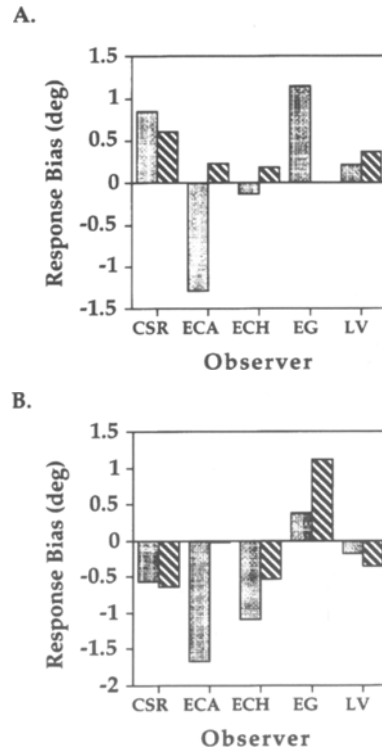 A.
Response Bias (deg)
1.5
1
0.5
0
-0.5
-1
-1.5
CSR ECA ECH EG LV
Observer
B.
Response Bias (deg)
1.5
1
0.5
0
-0.5
-1
-1.5
-2
CSR ECA ECH EG LV
Observer